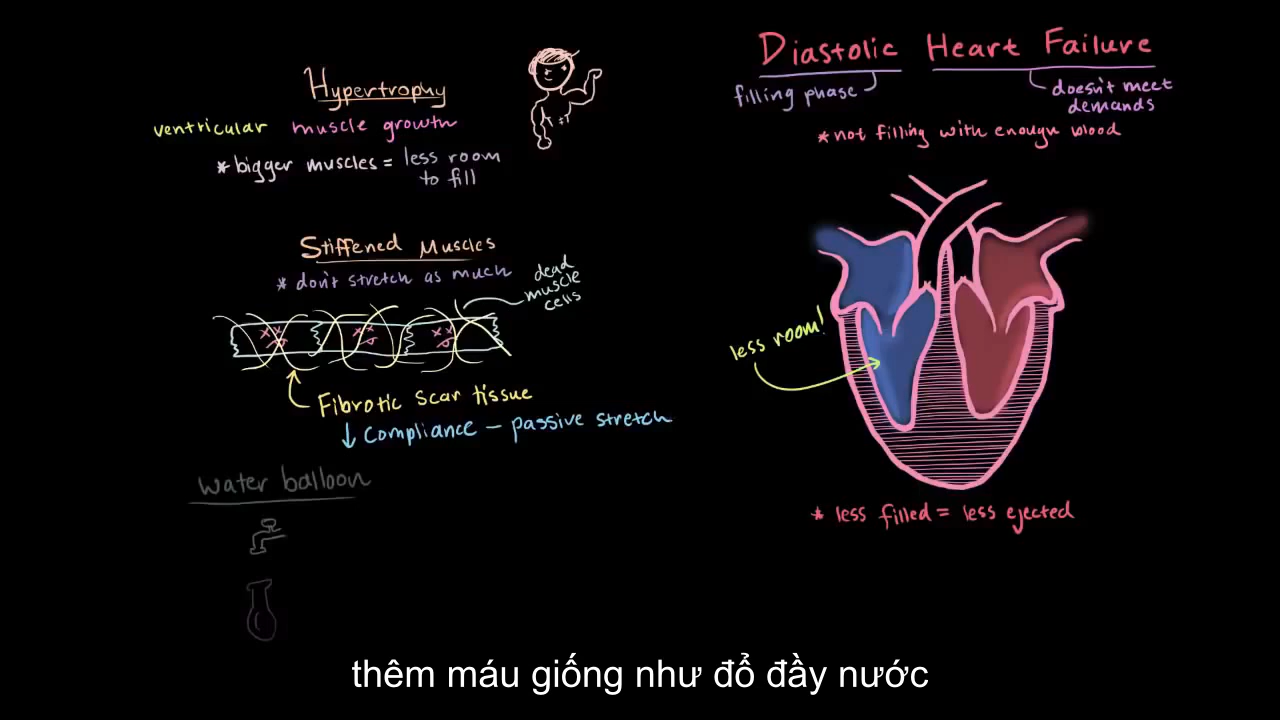 Hypertrophy
ventricular muscle growth
* bigger muscles = less room
to fill
Stiffened Muscles
* don't stretch as much
dead
muscle
cells
Fibrotic Scar tissue
↓ Compliance – passive stretch
water balloon
Diastolic Heart Failure
filling phase
doesn't meet
demands
* not filling with enough blood
less room!
* less filled = less ejected
thêm máu giống như đổ đầy nước